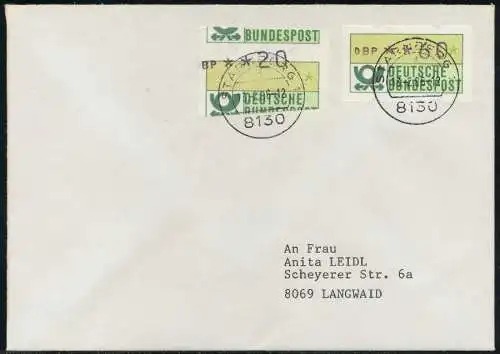 BUNDESPOST
BP **20
DEUTSCHE
BUNDESPOST
8130
DBP **60
DEUTSCHE
BUNDESPOST
8130
An Frau
Anita LEIDL
Scheyerer Str. 6a
8069 LANGWAID